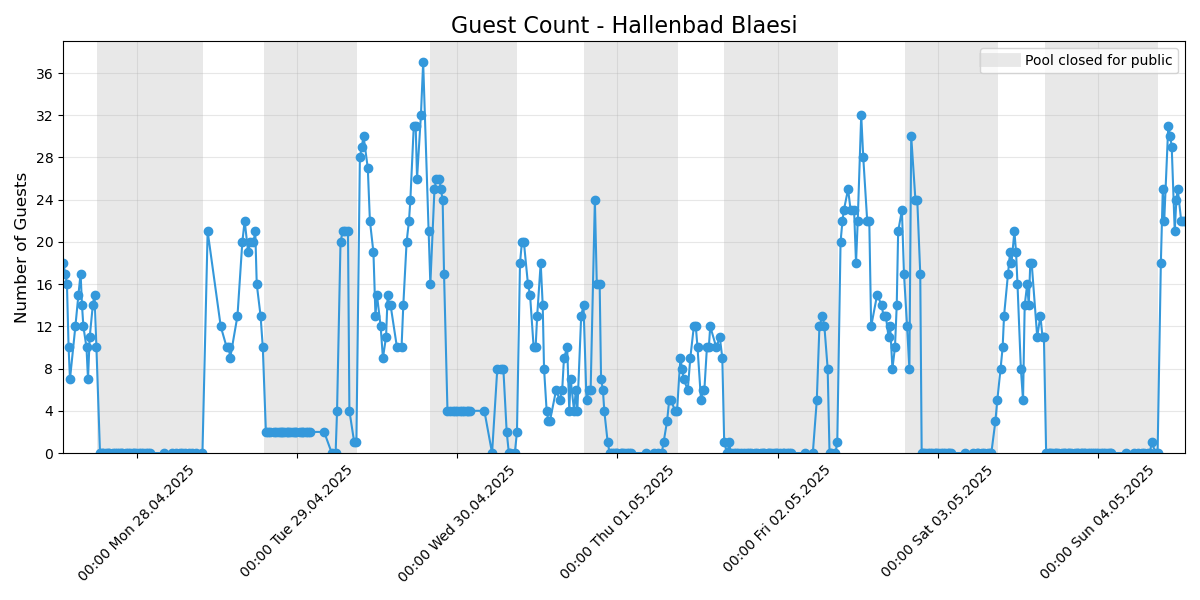 Guest Count - Hallenbad Blaesi
Pool closed for public
Number of Guests
36
32
28
24
20
16
12
8
4
0
00:00 Mon 28.04.2025
00:00 Tue 29.04.2025
00:00 Wed 30.04.2025
00:00 Thu 01.05.2025
00:00 Fri 02.05.2025
00:00 Sat 03.05.2025
00:00 Sun 04.05.2025